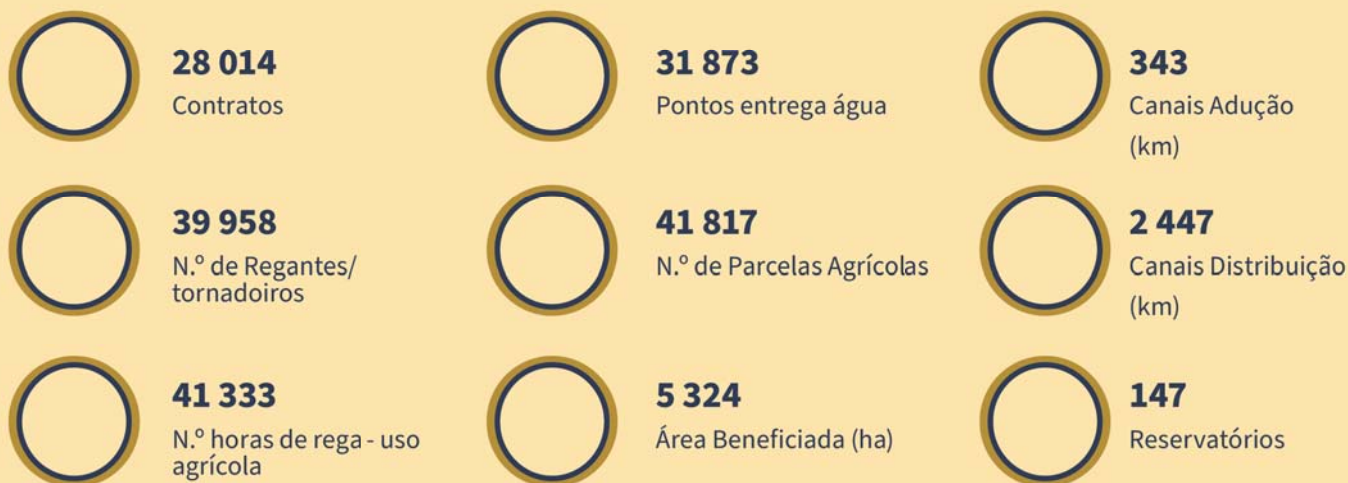 28 014
Contratos
31 873
Pontos entrega água
343
Canais Adução
(km)
39 958
N.º de Regantes/
tornadoiros
41 817
N.º de Parcelas Agrícolas
2 447
Canais Distribuição
(km)
41 333
N.º horas de rega - uso
agrícola
5 324
Área Beneficiada (ha)
147
Reservatórios